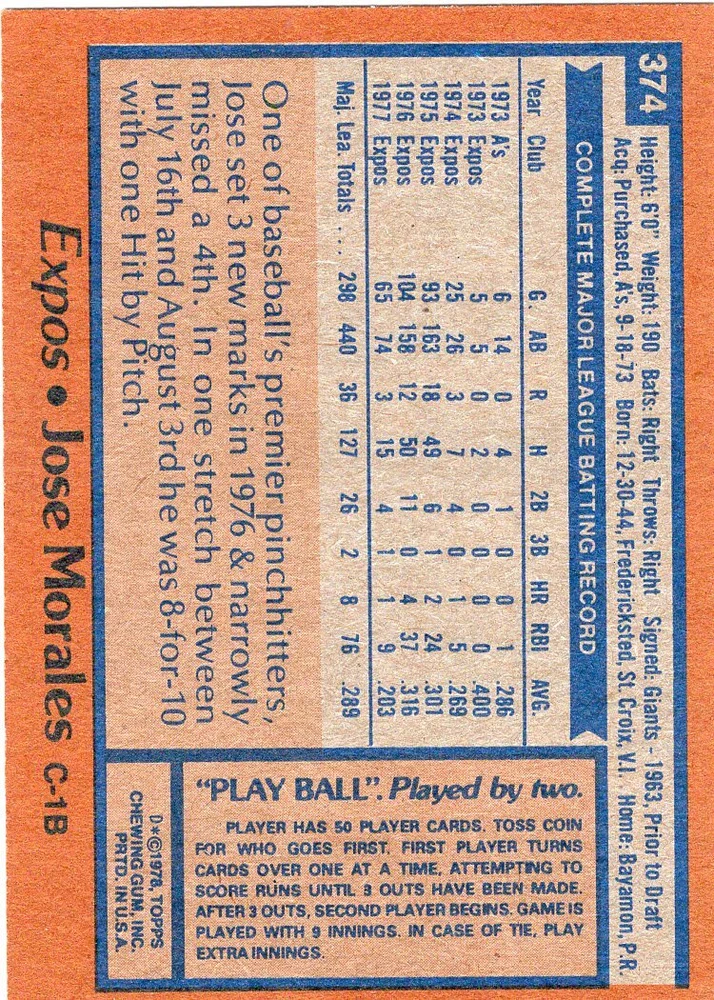 374
Height: 6'0" Weight: 190 Bats: Right Throws: Right Signed: Giants - 1963, Prior to Draft
Acq: Purchased, A's, 9-18-73 Born: 12-30-44, Fredericksted, St. Croix, V.I. Home: Bayamon, P.R.
COMPLETE MAJOR LEAGUE BATTING RECORD
Year Club G. AB R H 2B 3B HR RBI AVG.
1973 A's 6 14 0 4 1 0 0 1 .286
1973 Expos 5 5 0 2 0 0 0 0 .400
1974 Expos 25 26 3 7 4 0 1 5 .269
1975 Expos 93 163 18 49 6 1 2 24 .301
1976 Expos 104 158 12 50 11 0 4 37 .316
1977 Expos 65 74 3 15 4 1 1 9 .203
Maj. Lea. Totals .... 298 440 36 127 26 2 8 76 .289
One of baseball's premier pinchhitters,
Jose set 3 new marks in 1976 & narrowly
missed a 4th. In one stretch between
July 16th and August 3rd he was 8-for-10
with one Hit by Pitch.
"PLAY BALL". Played by two.
PLAYER HAS 50 PLAYER CARDS. TOSS COIN
FOR WHO GOES FIRST. FIRST PLAYER TURNS
CARDS OVER ONE AT A TIME, ATTEMPTING TO
SCORE RUNS UNTIL 3 OUTS HAVE BEEN MADE.
AFTER 3 OUTS, SECOND PLAYER BEGINS. GAME IS
PLAYED WITH 9 INNINGS. IN CASE OF TIE, PLAY
EXTRA INNINGS.
D*©1978, TOPPS
CHEWING GUM, INC.
PRTD. IN U.S.A.
Expos • Jose Morales C-1B